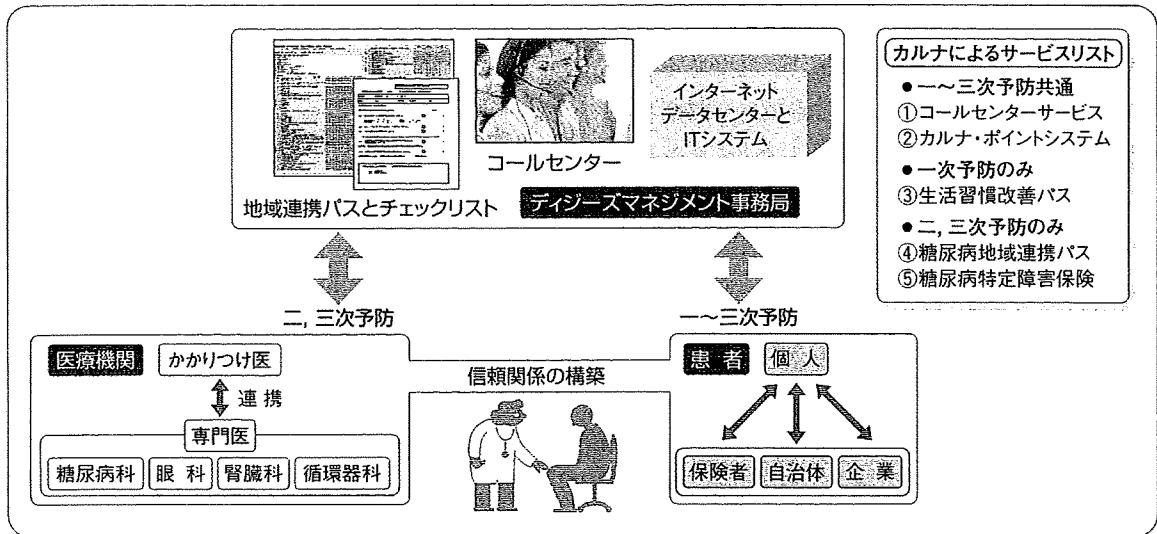 インターネット
データセンターと
ITシステム
コールセンター
地域連携パスとチェックリスト
ディジーズマネジメント事務局
カルナによるサービスリスト
●一〜三次予防共通
①コールセンターサービス
②カルナ・ポイントシステム
●一次予防のみ
③生活習慣改善パス
●二, 三次予防のみ
④糖尿病地域連携パス
⑤糖尿病特定障害保険
二, 三次予防
一〜三次予防
医療機関 かかりつけ医
連携
専門医
糖尿病科 眼科 腎臓科 循環器科
信頼関係の構築
患者 個人
保険者 自治体 企業